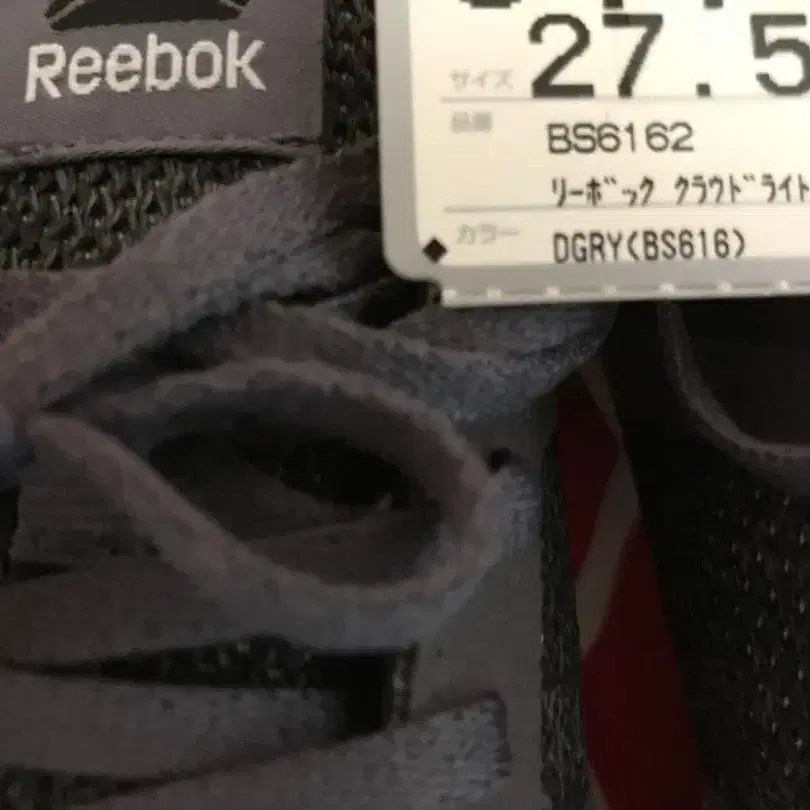 Reebok
サイズ 27.5
品番 BS6162
リーボック クラウドライト
カラー DGRY(BS616)